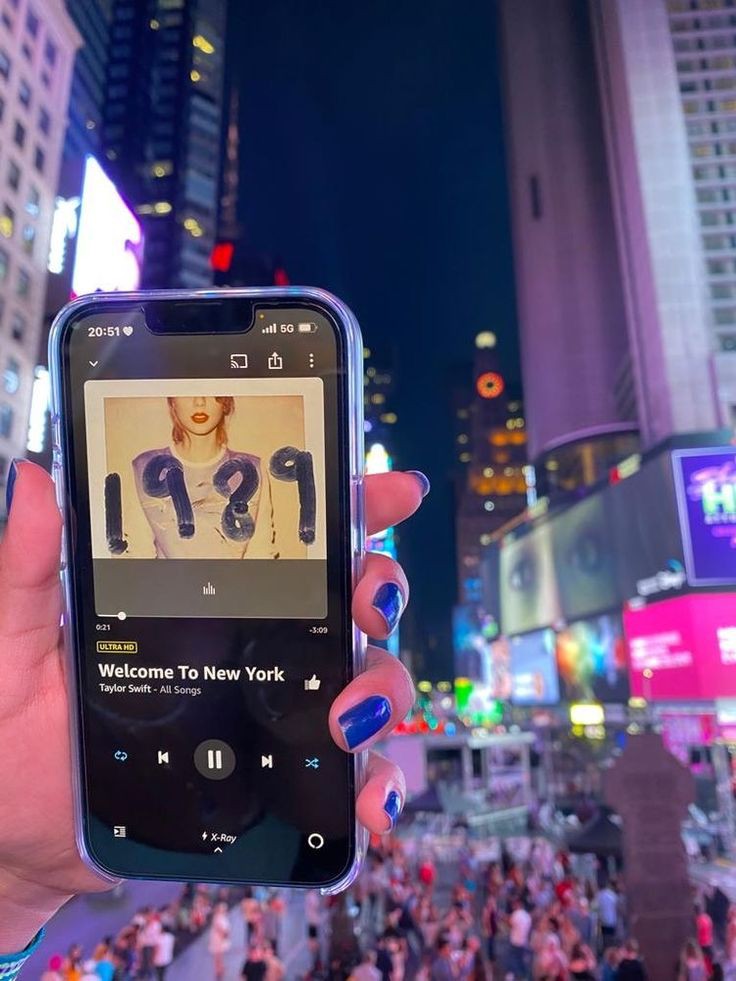 20:51
5G
1989
0:21
-3:09
ULTRA HD
Welcome To New York
Taylor Swift - All Songs
X-Ray